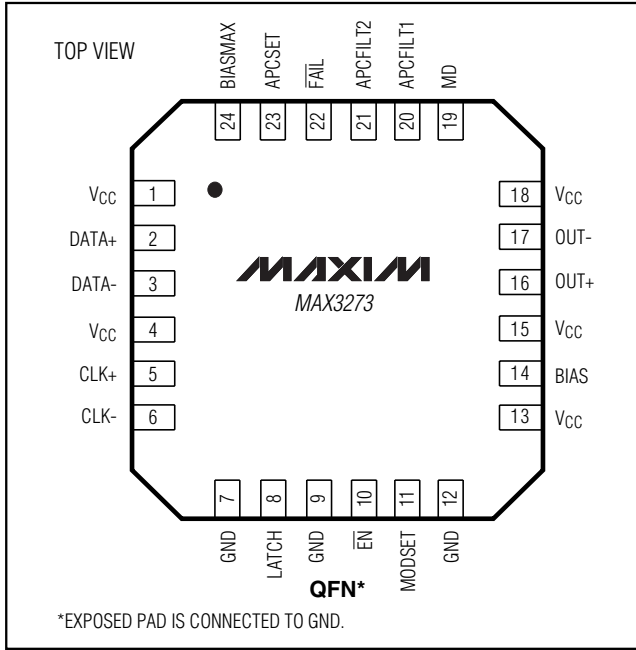 TOP VIEW
BIASMAX
APCSET
F̅A̅I̅L̅
APCFILT2
APCFILT1
MD
24
23
22
21
20
19
VCC 1
DATA+ 2
DATA- 3
VCC 4
CLK+ 5
CLK- 6
18 VCC
17 OUT-
16 OUT+
15 VCC
14 BIAS
13 VCC
MAXIM
MAX3273
7
8
9
10
11
12
GND
LATCH
GND
E̅N̅
MODSET
GND
QFN*
*EXPOSED PAD IS CONNECTED TO GND.